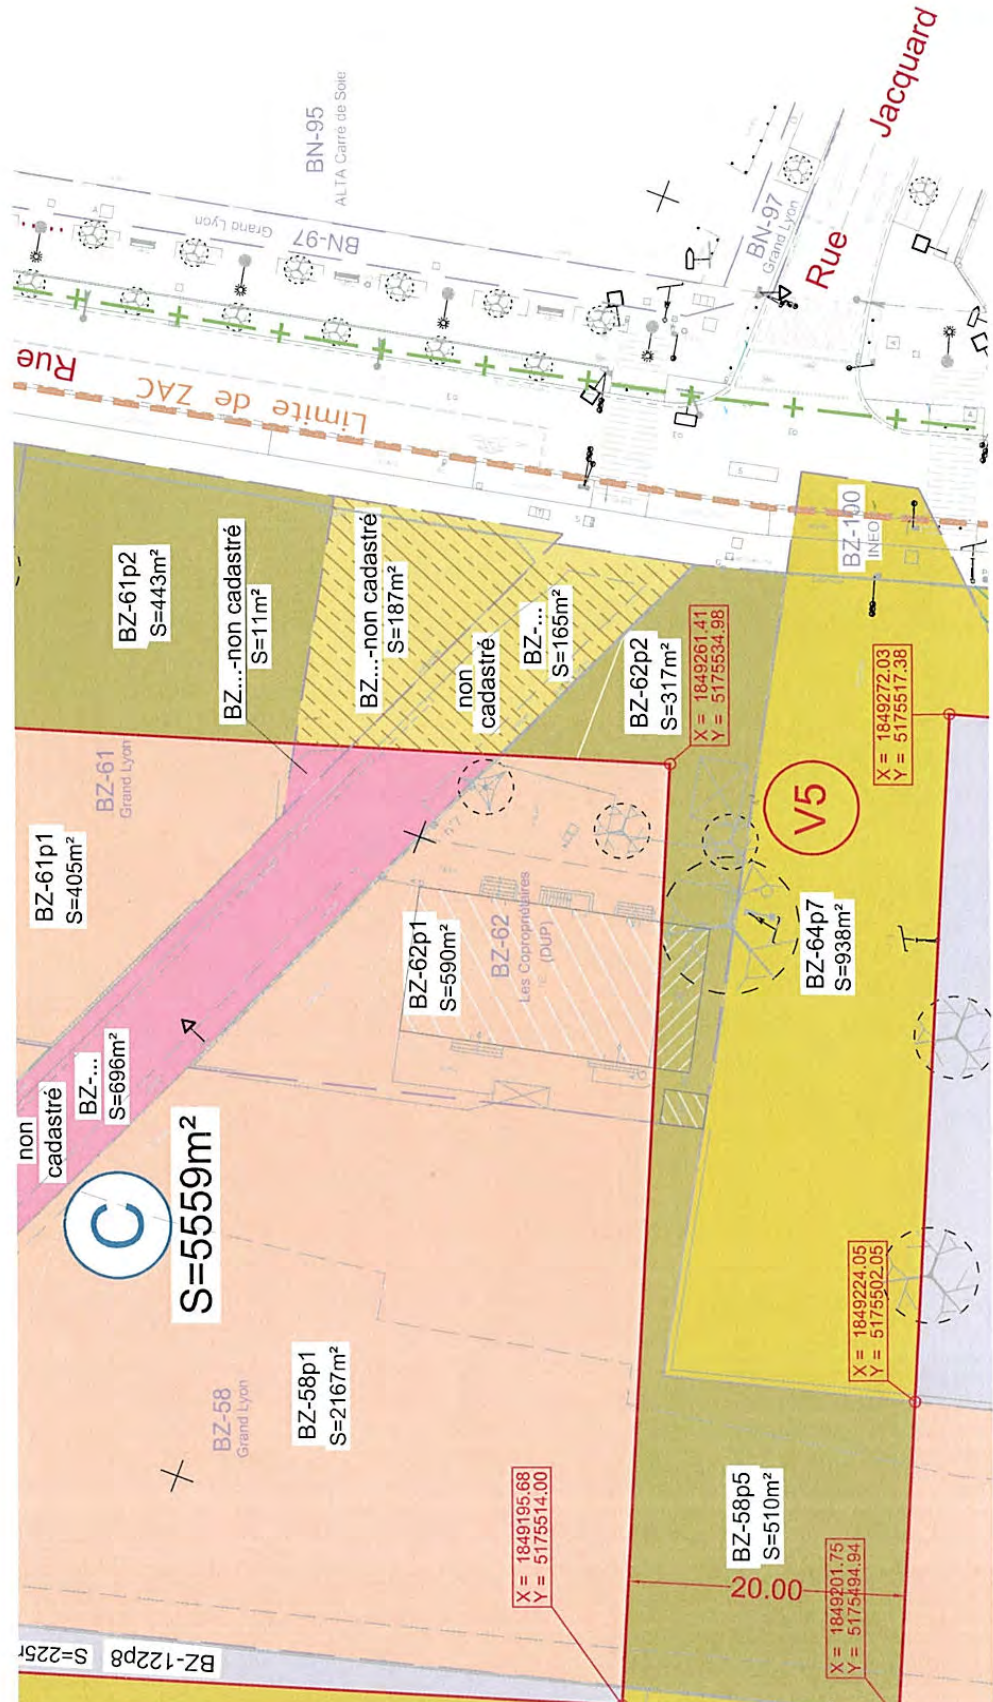 Jacquard
Rue
BN-95
ALTA Carré de Soie
BN-97
Grand Lyon
BN-97
Grand Lyon
Rue
Limite de ZAC
BZ-61p2
S=443m²
BZ...-non cadastré
S=11m²
BZ...-non cadastré
S=187m²
non
cadastré
BZ-...
S=165m²
BZ-62p2
S=317m²
BZ-100
INEO
X = 1849261.41
Y = 5175534.98
X = 1849272.03
Y = 5175517.38
BZ-61
Grand Lyon
BZ-61p1
S=405m²
V5
BZ-62p1
S=590m²
BZ-62
Les Copropriétaires
(DUP)
BZ-64p7
S=938m²
non
cadastré
BZ-...
S=696m²
C
S=5559m²
X = 1849224.05
Y = 5175502.05
BZ-58
Grand Lyon
BZ-58p1
S=2167m²
X = 1849195.68
Y = 5175514.00
BZ-58p5
S=510m²
20.00
X = 1849201.75
Y = 5175494.94
BZ-122p8